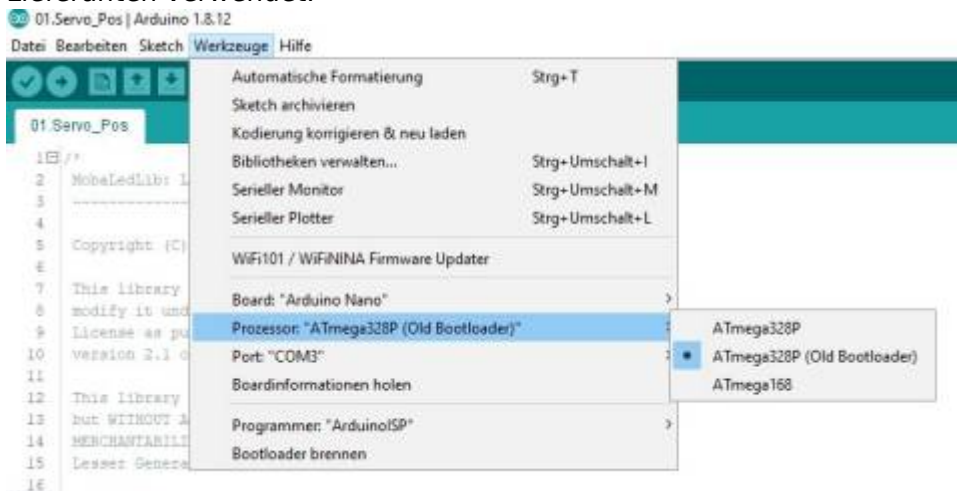 Lieferanten verwendet.
01.Servo_Pos | Arduino 1.8.12
Datei Bearbeiten Sketch Werkzeuge Hilfe
01.Servo_Pos
Automatische Formatierung Strg+T
Sketch archivieren
Kodierung korrigieren & neu laden
Bibliotheken verwalten... Strg+Umschalt+I
Serieller Monitor Strg+Umschalt+M
Serieller Plotter Strg+Umschalt+L
WiFi101 / WiFiNINA Firmware Updater
Board: "Arduino Nano"
Prozessor: "ATmega328P (Old Bootloader)"
Port: "COM3"
Boardinformationen holen
Programmer: "ArduinoISP"
Bootloader brennen
ATmega328P
ATmega328P (Old Bootloader)
ATmega168
1 /*
2 MobaLedLib: L
3 --------------
4
5 Copyright (C)
6
7 This library
8 modify it und
9 License as pu
10 version 2.1 o
11
12 This library
13 but WITHOUT A
14 MERCHANTABILI
15 Lesser Genera
16